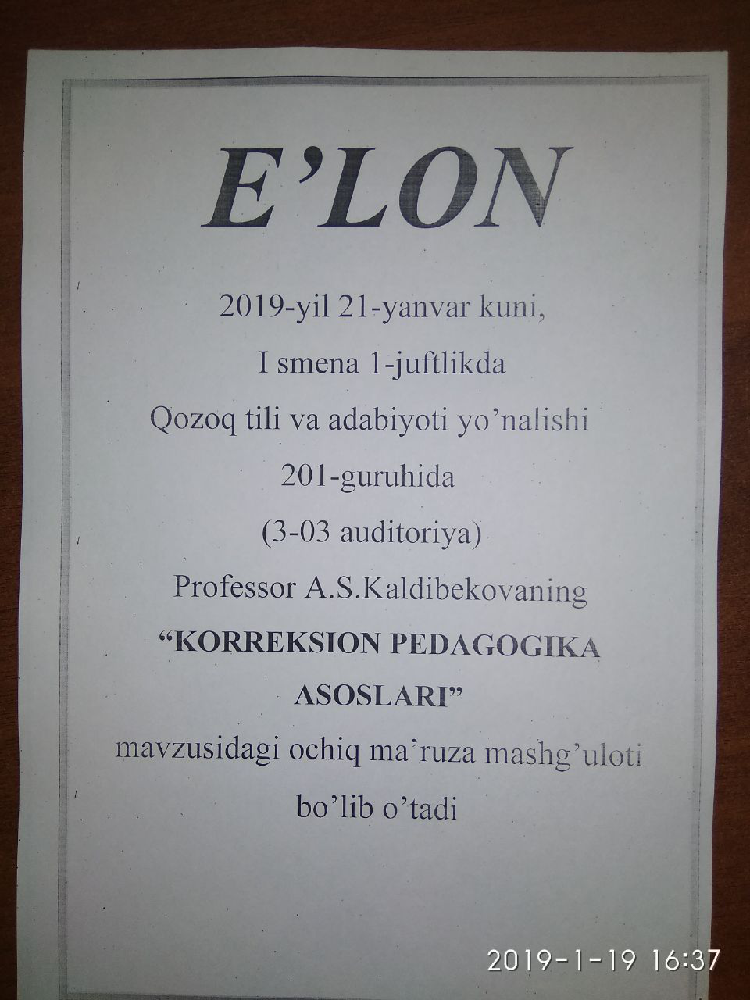 E’LON
2019-yil 21-yanvar kuni,
I smena 1-juftlikda
Qozoq tili va adabiyoti yo’nalishi
201-guruhida
(3-03 auditoriya)
Professor A.S.Kaldibekovaning
“KORREKSION PEDAGOGIKA
ASOSLARI”
mavzusidagi ochiq ma’ruza mashg’uloti
bo’lib o’tadi
2019-1-19 16:37